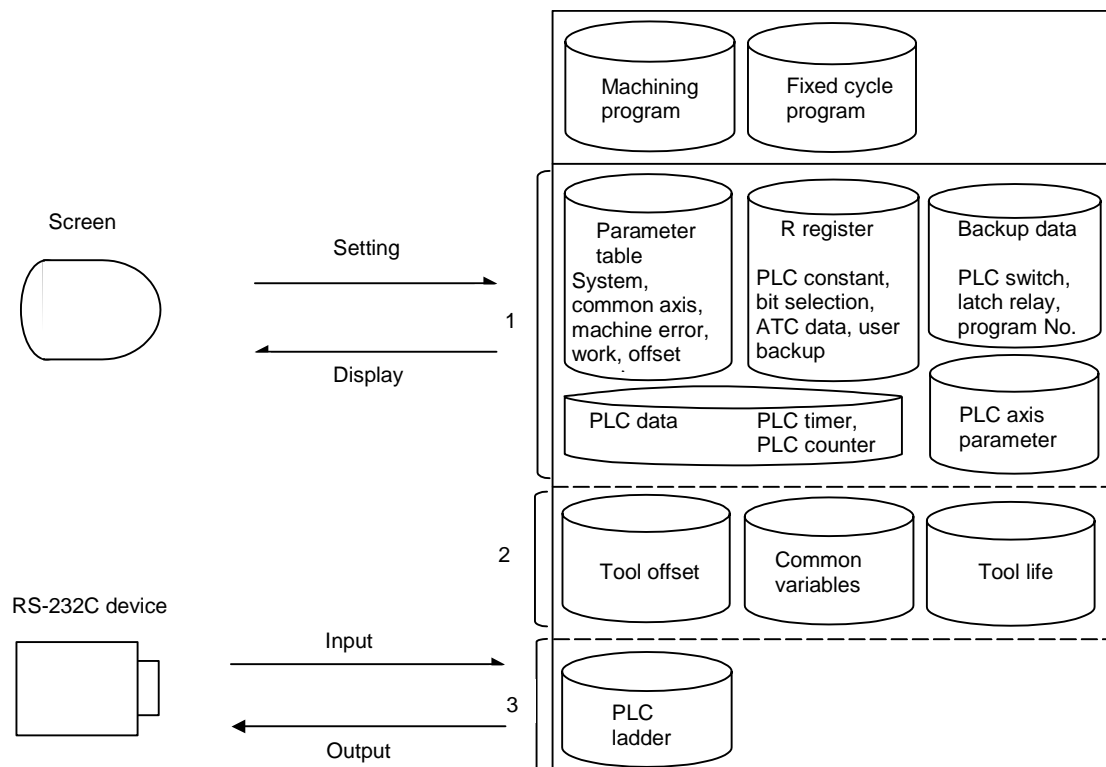 Machining
program
Fixed cycle
program
Screen
Setting
Display
1
Parameter
table
System,
common axis,
machine error,
work, offset
R register
PLC constant,
bit selection,
ATC data, user
backup
Backup data
PLC switch,
latch relay,
program No.
PLC data
PLC timer,
PLC counter
PLC axis
parameter
2
Tool offset
Common
variables
Tool life
RS-232C device
Input
Output
3
PLC
ladder